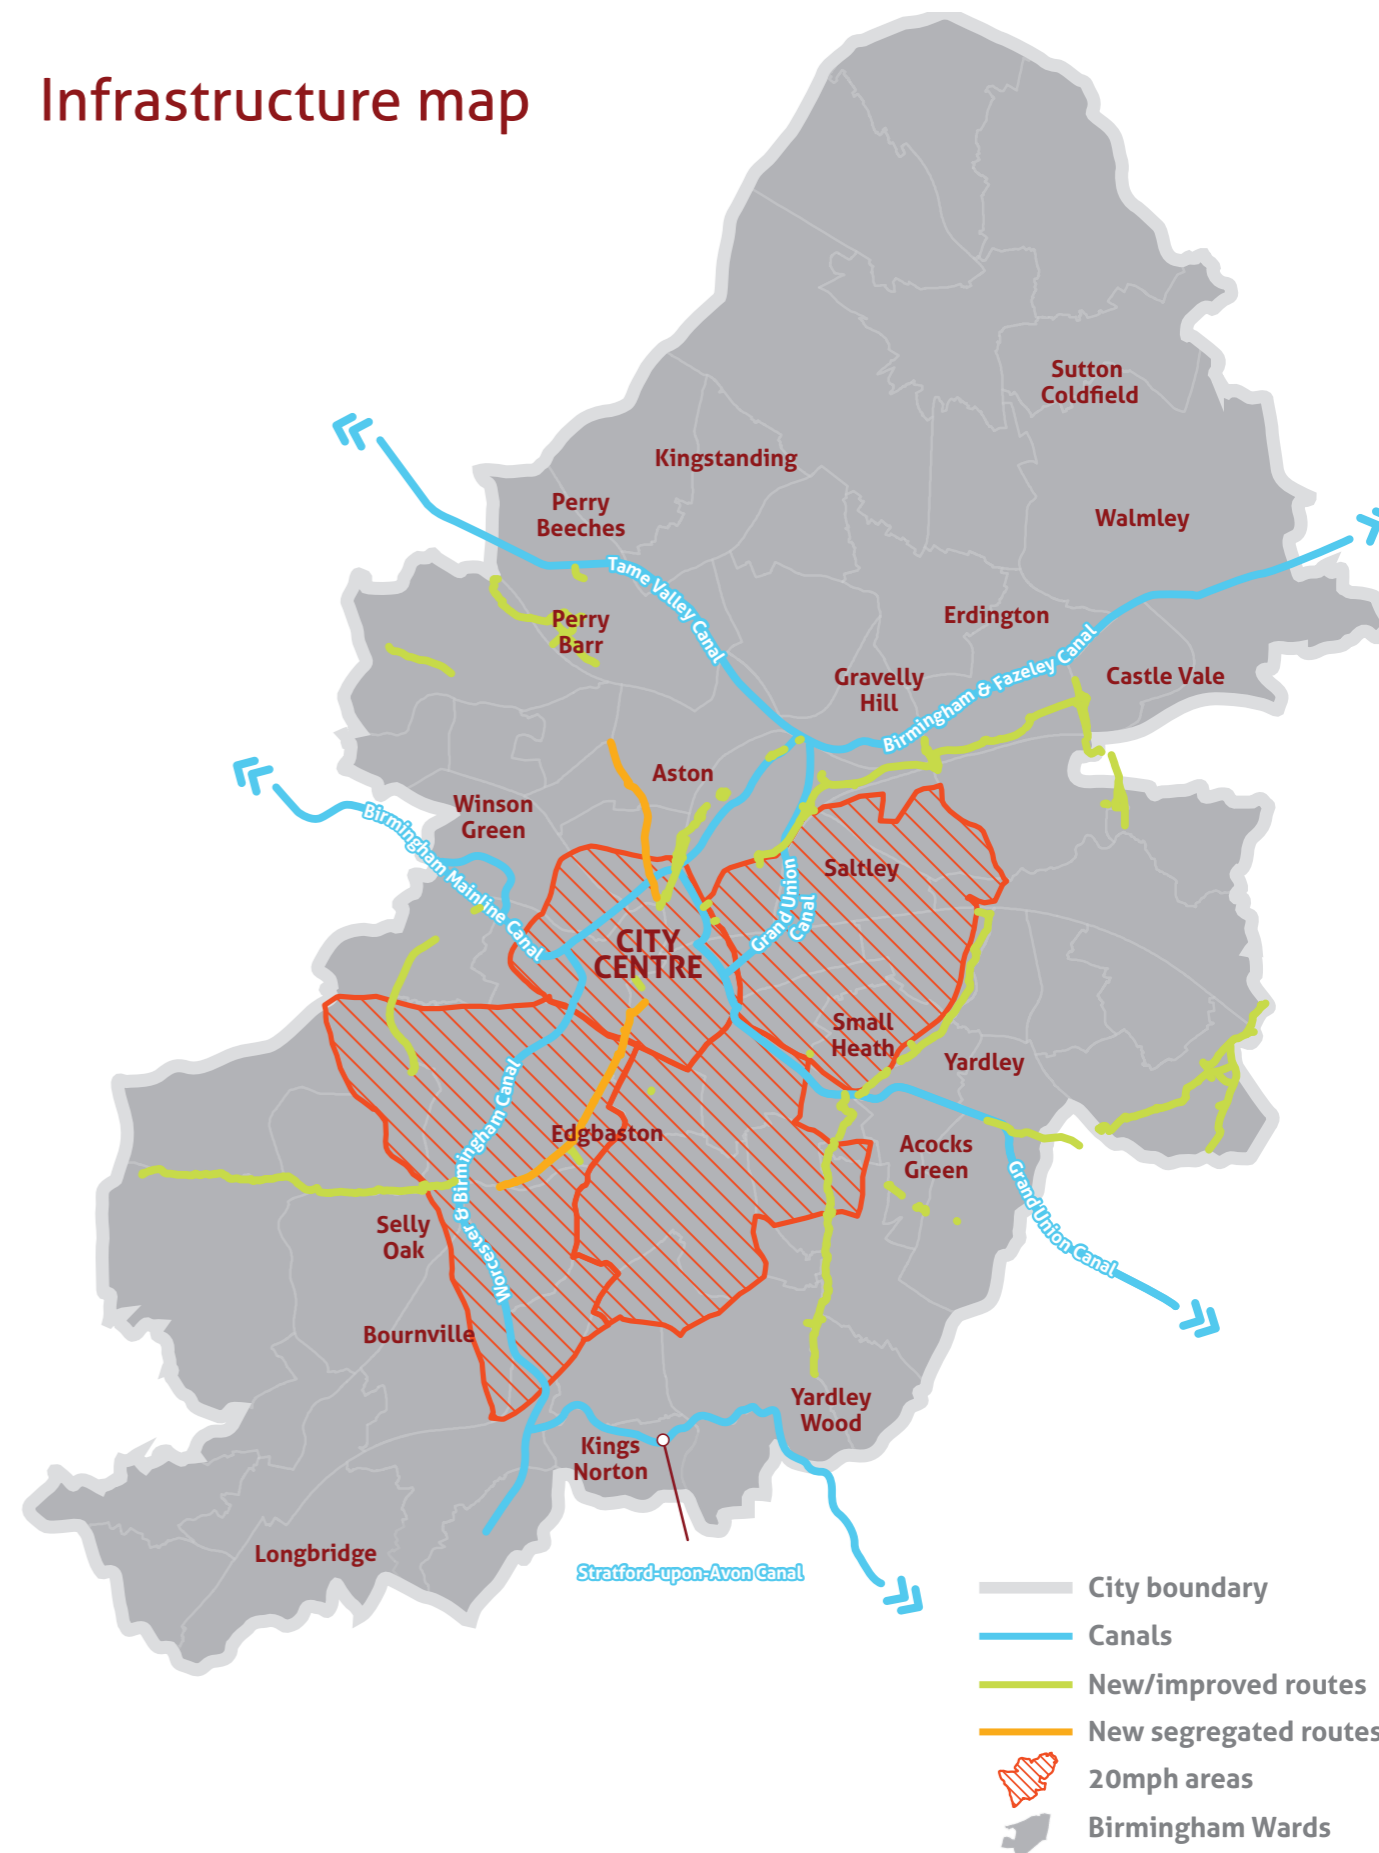 Infrastructure map
Sutton
Coldfield
Kingstanding
Perry
Beeches
Walmley
Tame Valley Canal
Perry
Barr
Erdington
Birmingham & Fazeley Canal
Gravelly
Hill
Castle Vale
Aston
Winson
Green
Birmingham Mainline Canal
Saltley
Grand Union
Canal
CITY
CENTRE
Small
Heath
Yardley
Worcester & Birmingham Canal
Edgbaston
Acocks
Green
Grand Union Canal
Selly
Oak
Bournville
Yardley
Wood
Kings
Norton
Longbridge
Stratford-upon-Avon Canal
City boundary
Canals
New/improved routes
New segregated routes
20mph areas
Birmingham Wards